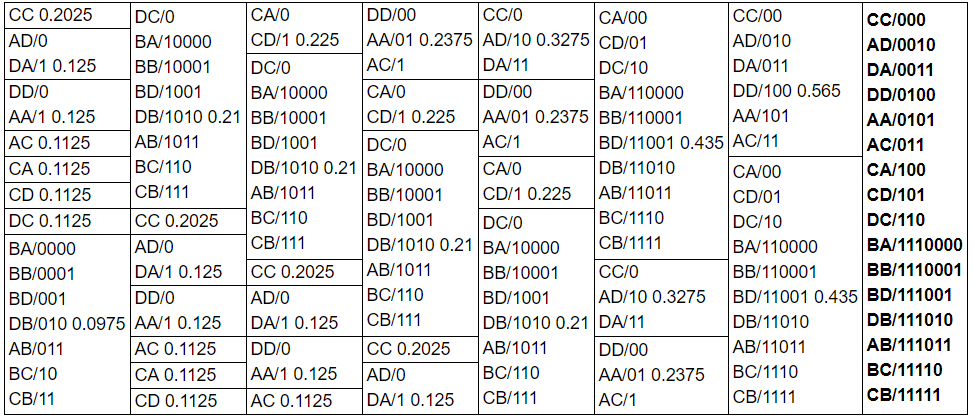 CC 0.2025
AD/0
DA/1 0.125
DD/0
AA/1 0.125
AC 0.1125
CA 0.1125
CD 0.1125
DC 0.1125
BA/0000
BB/0001
BD/001
DB/010 0.0975
AB/011
BC/10
CB/11
DC/0
BA/10000
BB/10001
BD/1001
DB/1010 0.21
AB/1011
BC/110
CB/111
CC 0.2025
AD/0
DA/1 0.125
DD/0
AA/1 0.125
AC 0.1125
CA 0.1125
CD 0.1125
CA/0
CD/1 0.225
DC/0
BA/10000
BB/10001
BD/1001
DB/1010 0.21
AB/1011
BC/110
CB/111
CC 0.2025
AD/0
DA/1 0.125
DD/0
AA/1 0.125
AC 0.1125
DD/00
AA/01 0.2375
AC/1
CA/0
CD/1 0.225
DC/0
BA/10000
BB/10001
BD/1001
DB/1010 0.21
AB/1011
BC/110
CB/111
CC 0.2025
AD/0
DA/1 0.125
CC/0
AD/10 0.3275
DA/11
DD/00
AA/01 0.2375
AC/1
CA/0
CD/1 0.225
DC/0
BA/10000
BB/10001
BD/1001
DB/1010 0.21
AB/1011
BC/110
CB/111
CA/00
CD/01
DC/10
BA/110000
BB/110001
BD/11001 0.435
DB/11010
AB/11011
BC/1110
CB/1111
CC/0
AD/10 0.3275
DA/11
DD/00
AA/01 0.2375
AC/1
CC/00
AD/010
DA/011
DD/100 0.565
AA/101
AC/11
CA/00
CD/01
DC/10
BA/110000
BB/110001
BD/11001 0.435
DB/11010
AB/11011
BC/1110
CB/1111
CC/000
AD/0010
DA/0011
DD/0100
AA/0101
AC/011
CA/100
CD/101
DC/110
BA/1110000
BB/1110001
BD/111001
DB/111010
AB/111011
BC/11110
CB/11111